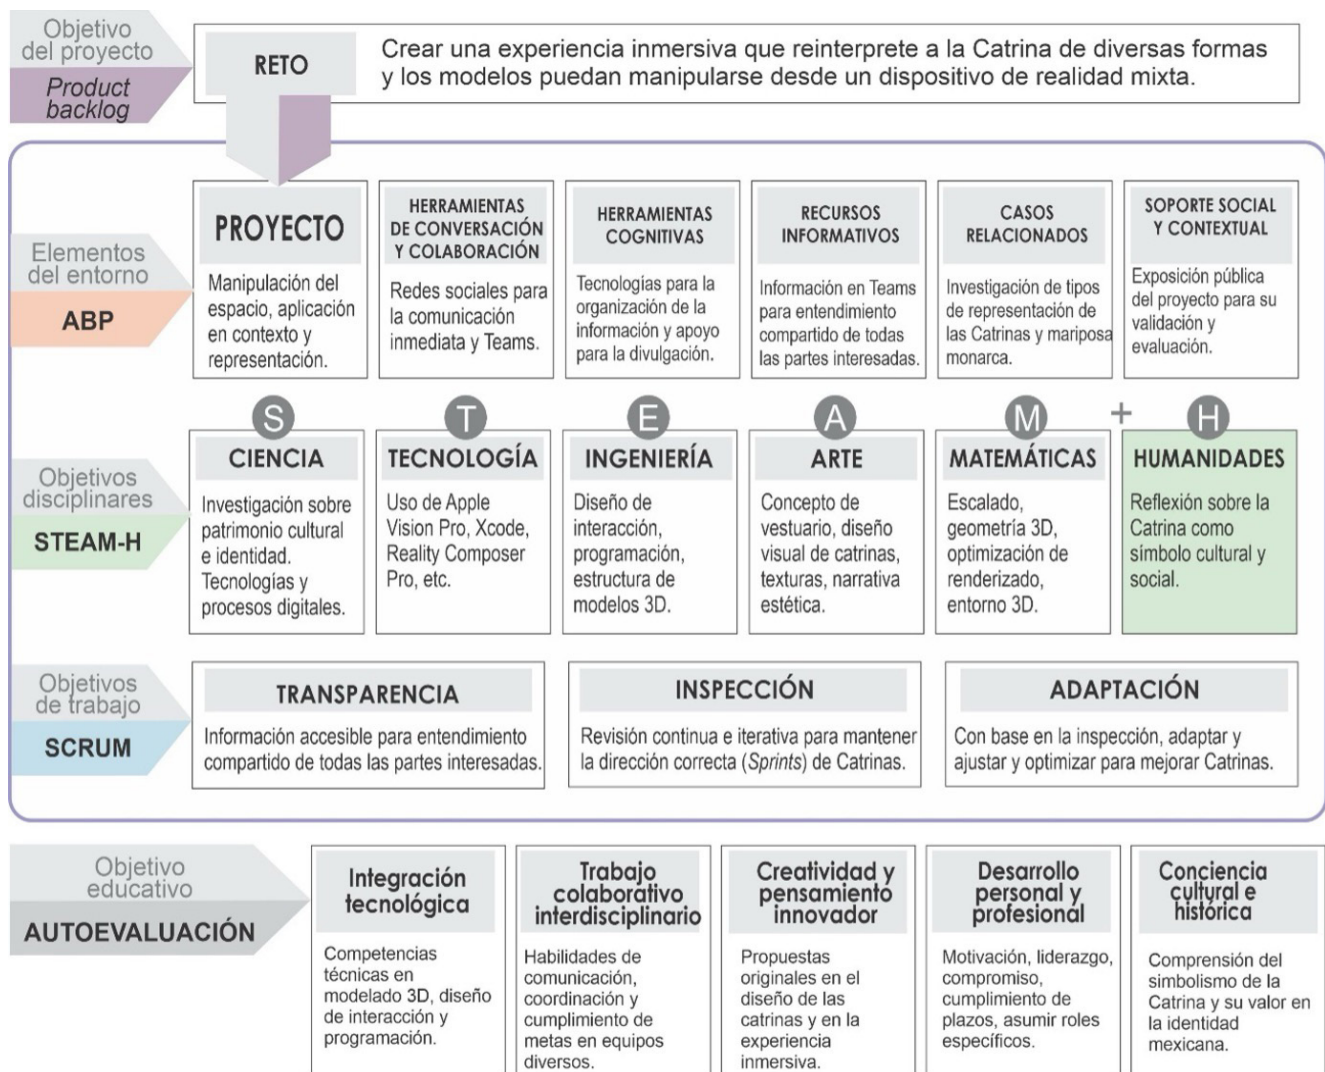 Objetivo
del proyecto
Product
backlog
RETO
Crear una experiencia inmersiva que reinterprete a la Catrina de diversas formas
y los modelos puedan manipularse desde un dispositivo de realidad mixta.
Elementos
del entorno
ABP
PROYECTO
Manipulación del
espacio, aplicación
en contexto y
representación.
HERRAMIENTAS
DE CONVERSACIÓN
Y COLABORACIÓN
Redes sociales para
la comunicación
inmediata y Teams.
HERRAMIENTAS
COGNITIVAS
Tecnologías para la
organización de la
información y apoyo
para la divulgación.
RECURSOS
INFORMATIVOS
Información en Teams
para entendimiento
compartido de todas
las partes interesadas.
CASOS
RELACIONADOS
Investigación de tipos
de representación de
las Catrinas y mariposa
monarca.
SOPORTE SOCIAL
Y CONTEXTUAL
Exposición pública
del proyecto para su
validación y
evaluación.
Objetivos
disciplinares
STEAM-H
S
CIENCIA
Investigación sobre
patrimonio cultural
e identidad.
Tecnologías y
procesos digitales.
T
TECNOLOGÍA
Uso de Apple
Vision Pro, Xcode,
Reality Composer
Pro, etc.
E
INGENIERÍA
Diseño de
interacción,
programación,
estructura de
modelos 3D.
A
ARTE
Concepto de
vestuario, diseño
visual de catrinas,
texturas, narrativa
estética.
M
MATEMÁTICAS
Escalado,
geometría 3D,
optimización de
renderizado,
entorno 3D.
+
H
HUMANIDADES
Reflexión sobre la
Catrina como
símbolo cultural y
social.
Objetivos
de trabajo
SCRUM
TRANSPARENCIA
Información accesible para entendimiento
compartido de todas las partes interesadas.
INSPECCIÓN
Revisión continua e iterativa para mantener
la dirección correcta (Sprints) de Catrinas.
ADAPTACIÓN
Con base en la inspección, adaptar y
ajustar y optimizar para mejorar Catrinas.
Objetivo
educativo
AUTOEVALUACIÓN
Integración
tecnológica
Competencias
técnicas en
modelado 3D, diseño
de interacción y
programación.
Trabajo
colaborativo
interdisciplinario
Habilidades de
comunicación,
coordinación y
cumplimiento de
metas en equipos
diversos.
Creatividad y
pensamiento
innovador
Propuestas
originales en el
diseño de las
catrinas y en la
experiencia
inmersiva.
Desarrollo
personal y
profesional
Motivación, liderazgo,
compromiso,
cumplimiento de
plazos, asumir roles
específicos.
Conciencia
cultural e
histórica
Comprensión del
simbolismo de la
Catrina y su valor en
la identidad
mexicana.